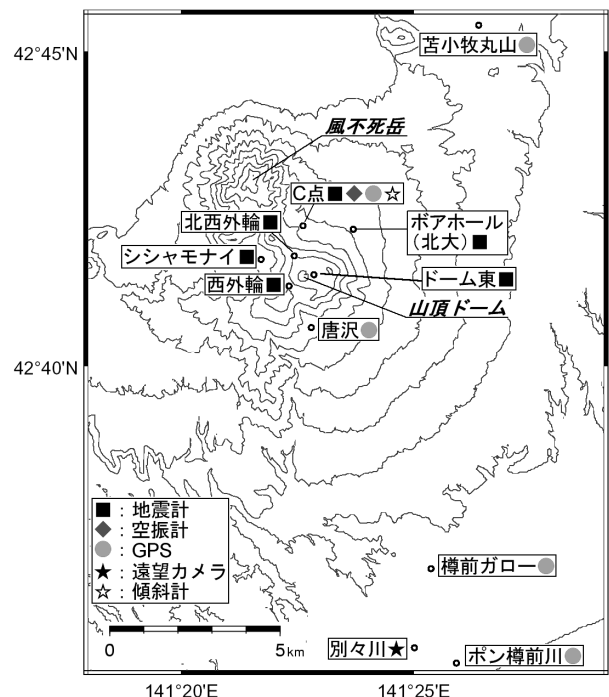 42°45'
苫小牧丸山
風不死岳
C点
北西外輪
ボアホール
(北大)
シシャモナイ
ドーム東
西外輪
山頂ドーム
唐沢
42°40'
:地震計
:空振計
:GPS
:遠望カメラ
:傾斜計
樽前ガロー
0 5km
別々川
ポン樽前川
141°20'E 141°25'E